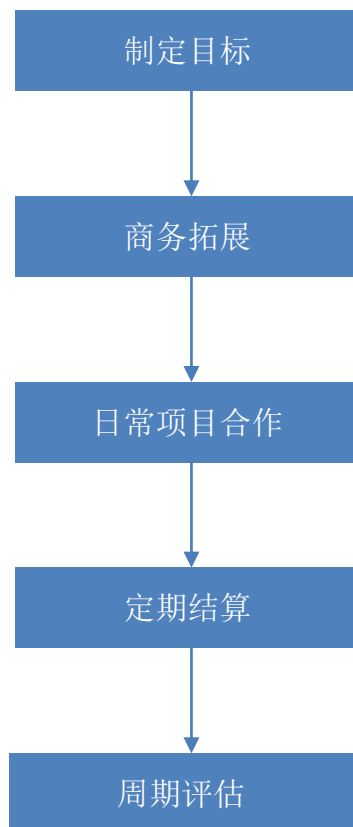 制定目标
商务拓展
日常项目合作
定期结算
周期评估